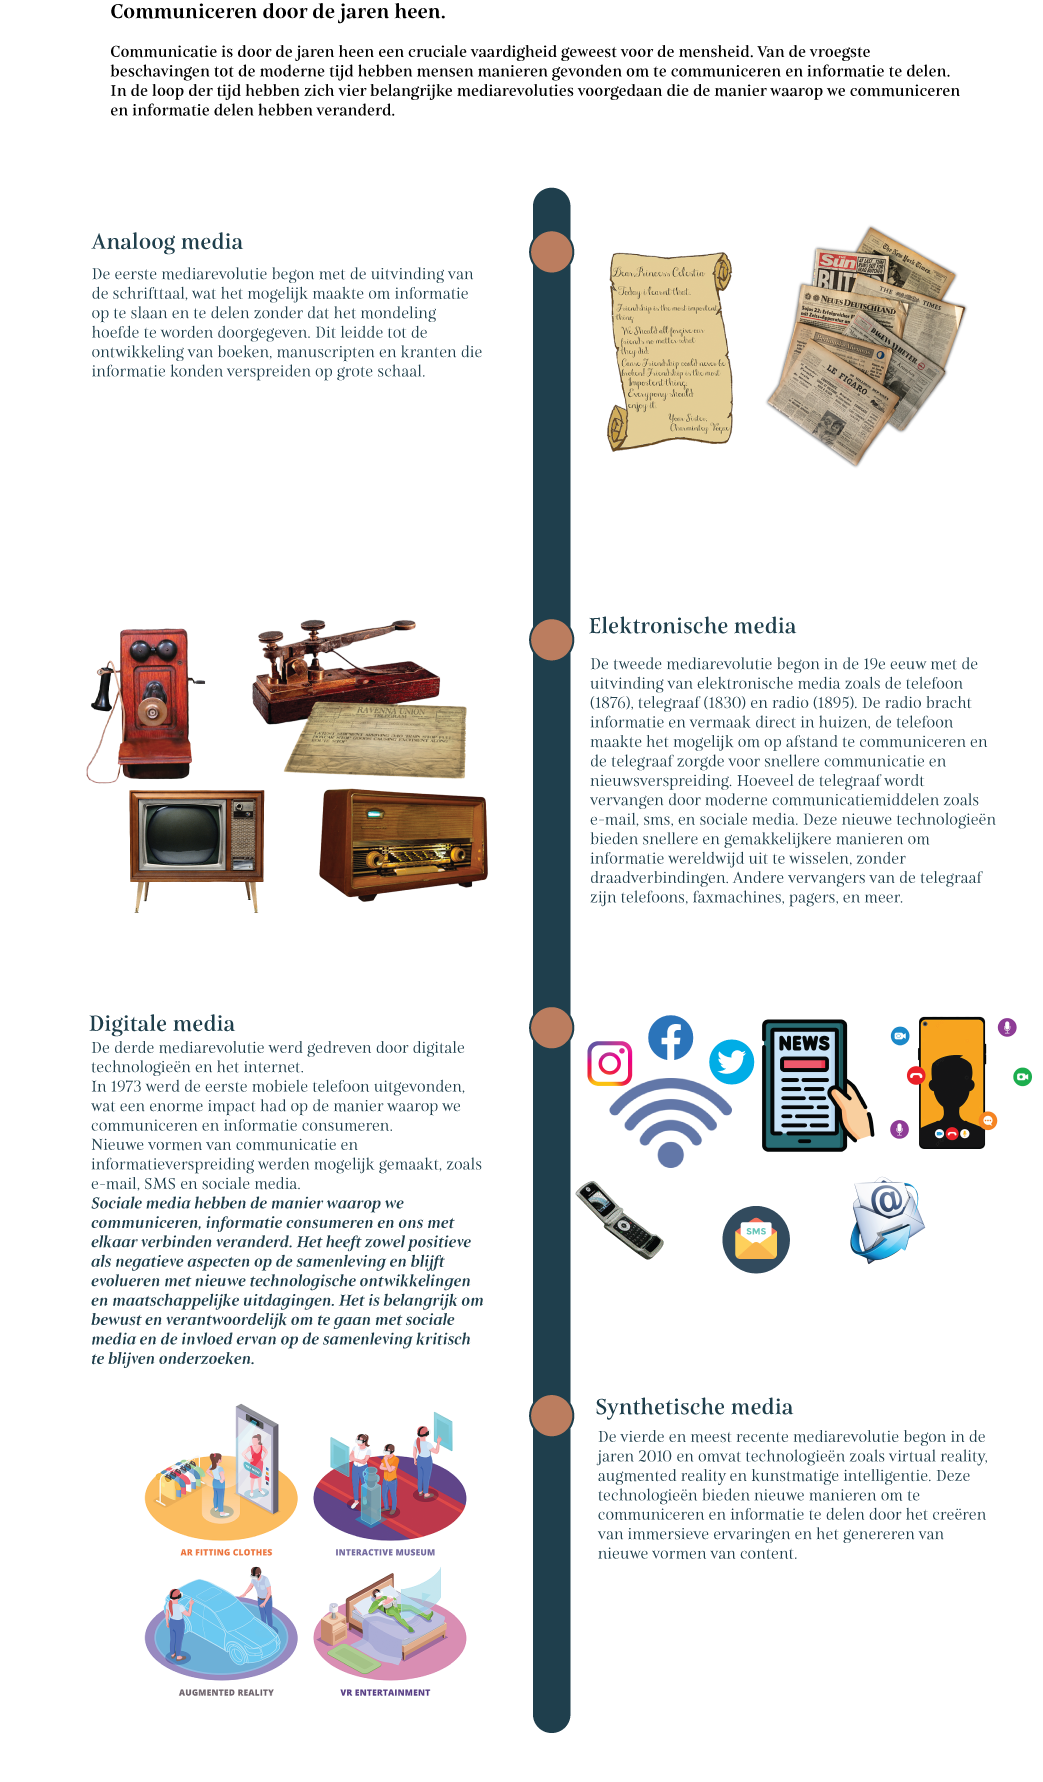 Communiceren door de jaren heen.
Communicatie is door de jaren heen een cruciale vaardigheid geweest voor de mensheid. Van de vroegste
beschavingen tot de moderne tijd hebben mensen manieren gevonden om te communiceren en informatie te delen.
In de loop der tijd hebben zich vier belangrijke mediarevoluties voorgedaan die de manier waarop we communiceren
en informatie delen hebben veranderd.
Analoog media
De eerste mediarevolutie begon met de uitvinding van
de schrifttaal, wat het mogelijk maakte om informatie
op te slaan en te delen zonder dat het mondeling
hoefde te worden doorgegeven. Dit leidde tot de
ontwikkeling van boeken, manuscripten en kranten die
informatie konden verspreiden op grote schaal.
Dear Princess Celestia
Today i learnt that.
Friendship is the most important
thing
We Should all forgive our
friends no matter what
they did.
Cause Friendship could never be
broken! Friendship is the most
Important thing.
Everypony should
enjoy it.
Your Sister,
The New York Times
Sun
BLITZ
THE TIMES
NEUES DEUTSCHLAND
DAGENS NYHETER
LE FIGARO
Elektronische media
De tweede mediarevolutie begon in de 19e eeuw met de
uitvinding van elektronische media zoals de telefoon
(1876), telegraaf (1830) en radio (1895). De radio bracht
informatie en vermaak direct in huizen, de telefoon
maakte het mogelijk om op afstand te communiceren en
de telegraaf zorgde voor snellere communicatie en
nieuwsverspreiding. Hoeveel de telegraaf wordt
vervangen door moderne communicatiemiddelen zoals
e-mail, sms, en sociale media. Deze nieuwe technologieën
bieden snellere en gemakkelijkere manieren om
informatie wereldwijd uit te wisselen, zonder
draadverbindingen. Andere vervangers van de telegraaf
zijn telefoons, faxmachines, pagers, en meer.
RAVENNA UNION
TELEGRAM
Digitale media
De derde mediarevolutie werd gedreven door digitale
technologieën en het internet.
In 1973 werd de eerste mobiele telefoon uitgevonden,
wat een enorme impact had op de manier waarop we
communiceren en informatie consumeren.
Nieuwe vormen van communicatie en
informatieverspreiding werden mogelijk gemaakt, zoals
e-mail, SMS en sociale media.
Sociale media hebben de manier waarop we
communiceren, informatie consumeren en ons met
elkaar verbinden veranderd. Het heeft zowel positieve
als negatieve aspecten op de samenleving en blijft
evolueren met nieuwe technologische ontwikkelingen
en maatschappelijke uitdagingen. Het is belangrijk om
bewust en verantwoordelijk om te gaan met sociale
media en de invloed ervan op de samenleving kritisch
te blijven onderzoeken.
NEWS
SMS
@
Synthetische media
De vierde en meest recente mediarevolutie begon in de
jaren 2010 en omvat technologieën zoals virtual reality,
augmented reality en kunstmatige intelligentie. Deze
technologieën bieden nieuwe manieren om te
communiceren en informatie te delen door het creëren
van immersieve ervaringen en het genereren van
nieuwe vormen van content.
AR FITTING CLOTHES
INTERACTIVE MUSEUM
AUGMENTED REALITY
VR ENTERTAINMENT